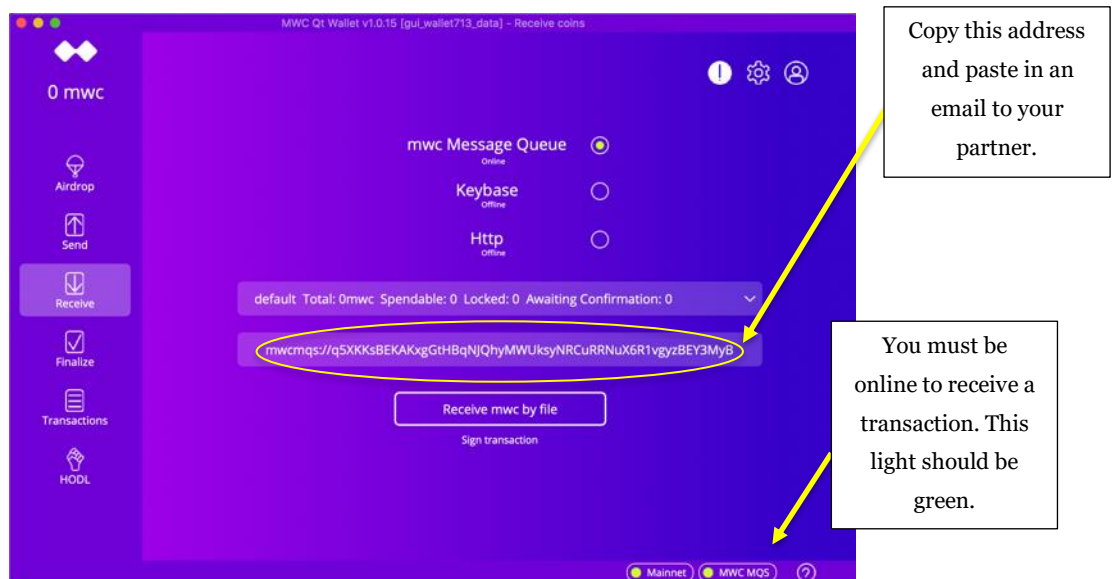 MWC Qt Wallet v1.0.15 [gui_wallet713_data] - Receive coins
0 mwc
Airdrop
Send
Receive
Finalize
Transactions
HODL
mwc Message Queue
Online
Keybase
Offline
Http
Offline
default Total: 0mwc Spendable: 0 Locked: 0 Awaiting Confirmation: 0
mwcmqs://q5XKKsBEKAKxgGtHBqNJQhyMWUksyNRCuRRNuX6R1vgyzBEY3MyB
Receive mwc by file
Sign transaction
Mainnet
MWC MQS
Copy this address
and paste in an
email to your
partner.
You must be
online to receive a
transaction. This
light should be
green.